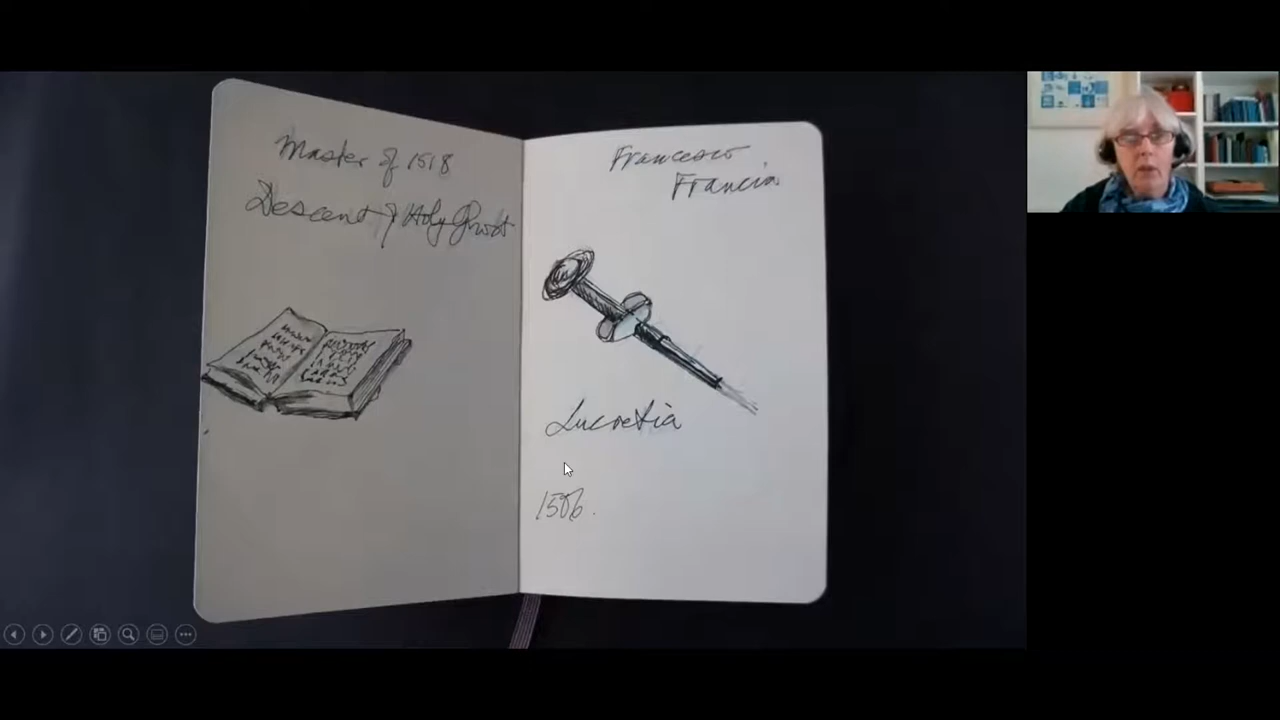 Master of 1518
Descent of Holy Ghost
Francesco
Francia
Lucretia
1506.